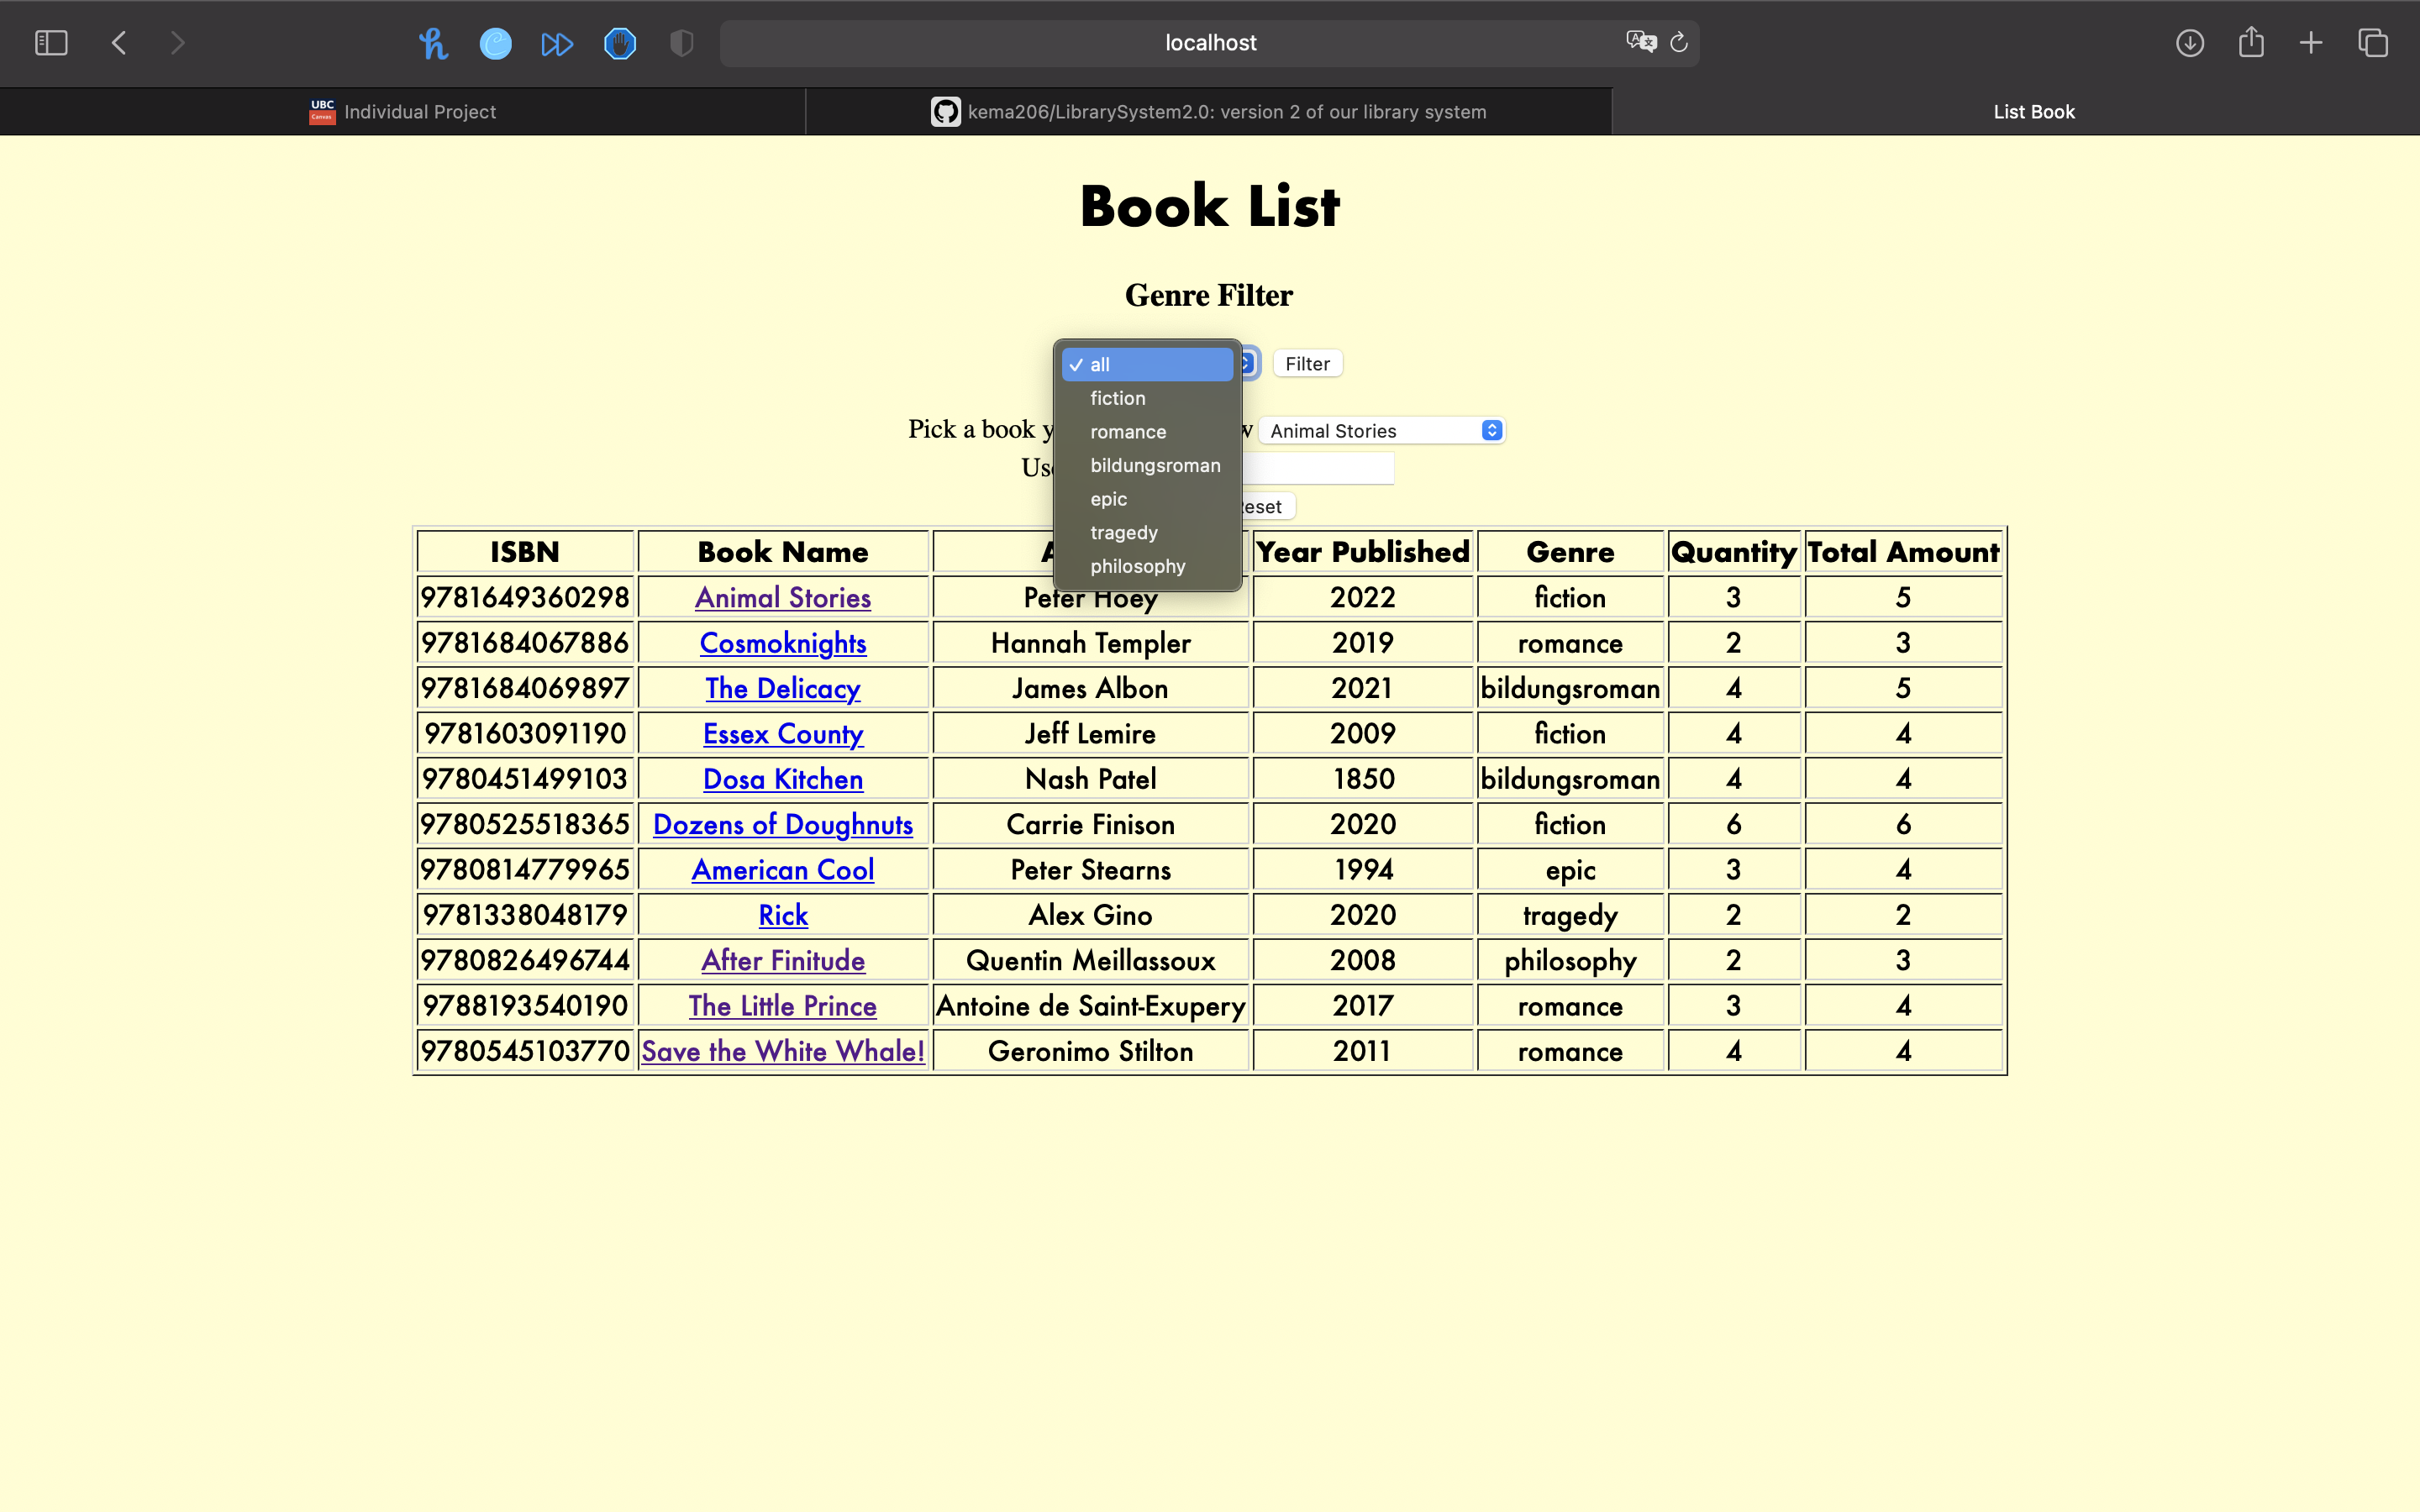 localhost
UBC
Canvas
Individual Project
kema206/LibrarySystem2.0: version 2 of our library system
List Book
Book List
Genre Filter
✓ all
fiction
romance
bildungsroman
epic
tragedy
philosophy
Filter
Pick a book
Animal Stories
ISBN Book Name Year Published Genre Quantity Total Amount
9781649360298 Animal Stories Peter Hoey 2022 fiction 3 5
9781684067886 Cosmoknights Hannah Templer 2019 romance 2 3
9781684069897 The Delicacy James Albon 2021 bildungsroman 4 5
9781603091190 Essex County Jeff Lemire 2009 fiction 4 4
9780451499103 Dosa Kitchen Nash Patel 1850 bildungsroman 4 4
9780525518365 Dozens of Doughnuts Carrie Finison 2020 fiction 6 6
9780814779965 American Cool Peter Stearns 1994 epic 3 4
9781338048179 Rick Alex Gino 2020 tragedy 2 2
9780826496744 After Finitude Quentin Meillassoux 2008 philosophy 2 3
9788193540190 The Little Prince Antoine de Saint-Exupery 2017 romance 3 4
9780545103770 Save the White Whale! Geronimo Stilton 2011 romance 4 4